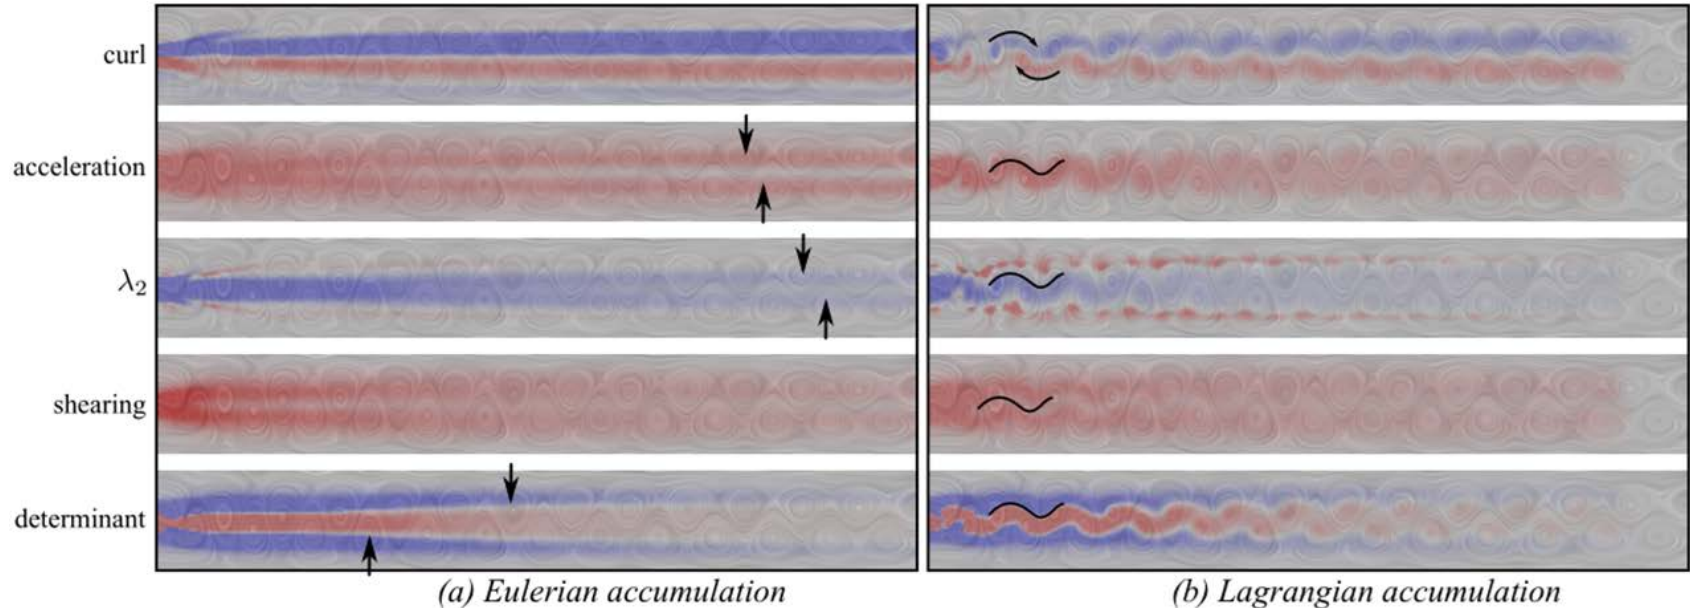 curl
acceleration
λ₂
shearing
determinant
(a) Eulerian accumulation
(b) Lagrangian accumulation